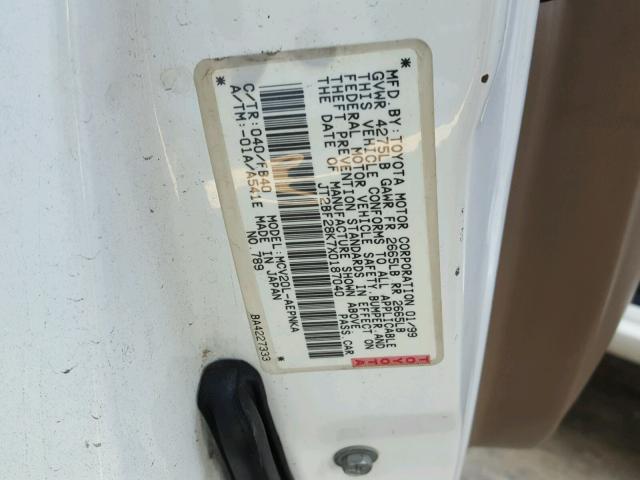 MFD. BY: TOYOTA MOTOR CORPORATION 01/99
GVWR 4275LB GAWR FR 2665LB RR 2665LB
THIS VEHICLE CONFORMS TO ALL APPLICABLE
FEDERAL MOTOR VEHICLE SAFETY, BUMPER, AND
THEFT PREVENTION STANDARDS IN EFFECT ON
THE DATE OF MANUFACTURE SHOWN ABOVE.
JT2BF28K7X0187040 PASS. CAR
TOYOTA
C/TR: 040/FB40 MODEL: MCV20L-AEPNKA
A/TM: -01A/A541E MADE IN JAPAN
NO. 789
BA4227333